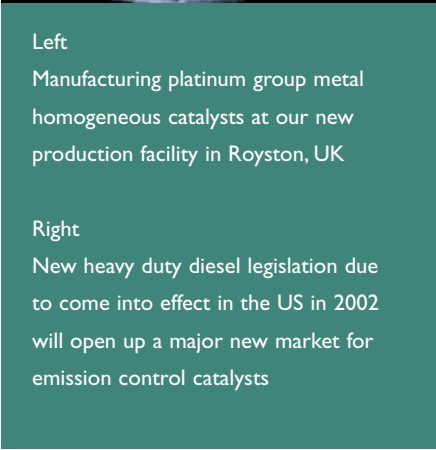 Left
Manufacturing platinum group metal
homogeneous catalysts at our new
production facility in Royston, UK
Right
New heavy duty diesel legislation due
to come into effect in the US in 2002
will open up a major new market for
emission control catalysts